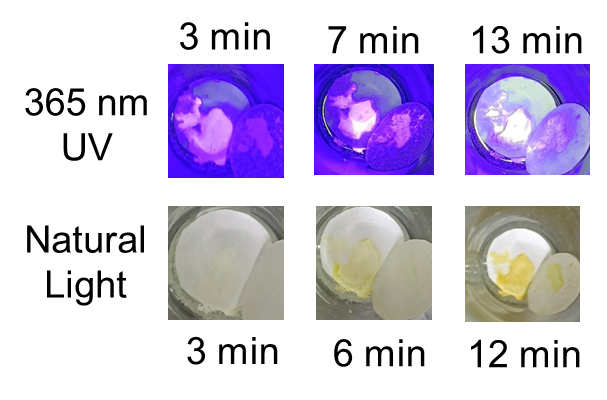 3 min 7 min 13 min
365 nm
UV
Natural
Light
3 min 6 min 12 min